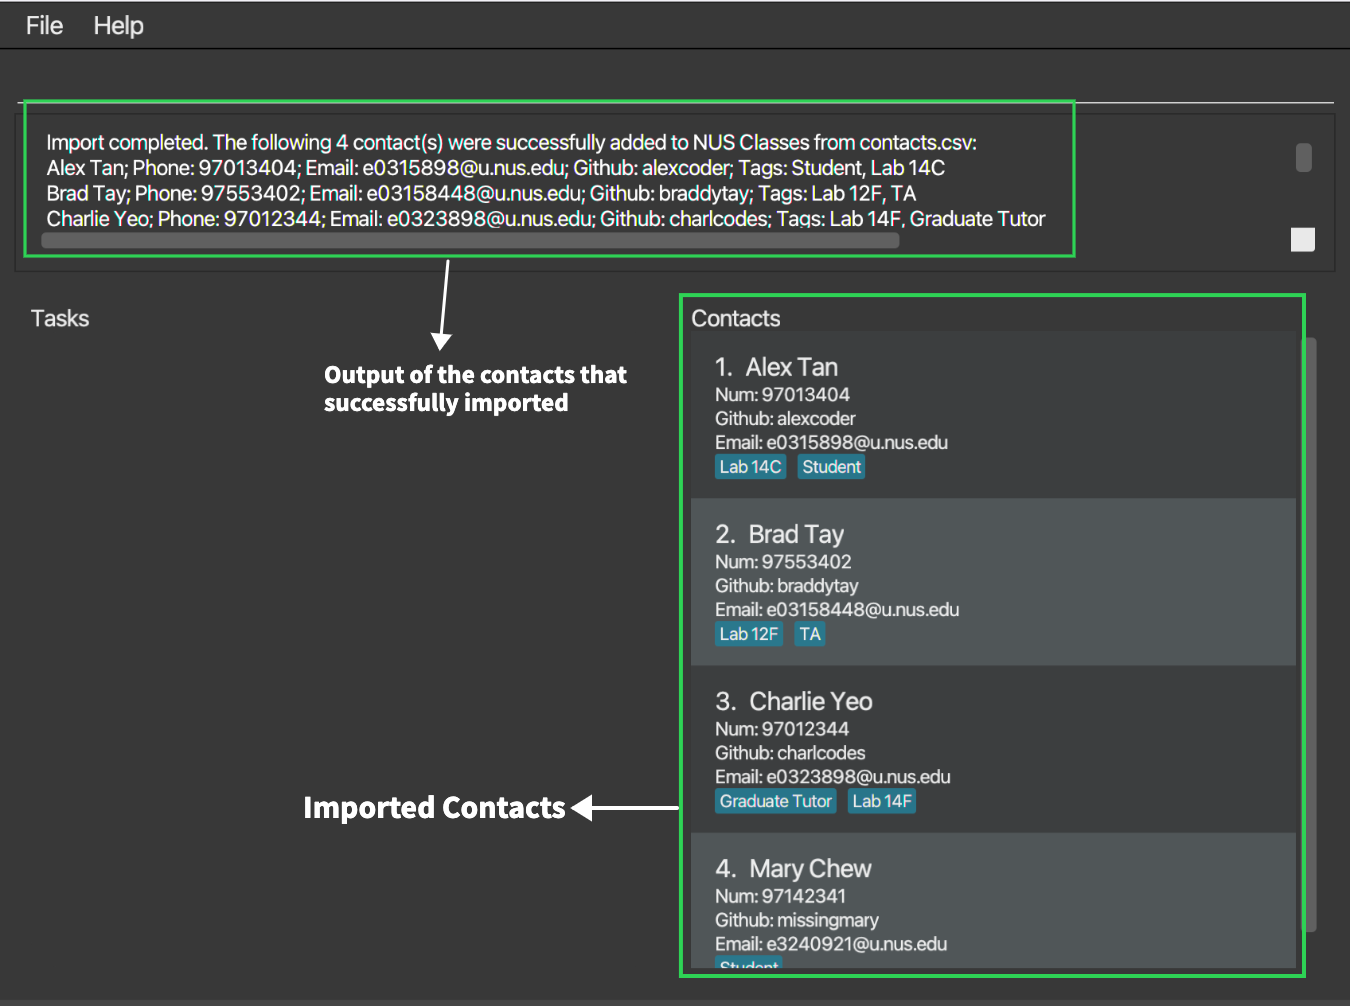 File Help
Import completed. The following 4 contact(s) were successfully added to NUS Classes from contacts.csv:
Alex Tan; Phone: 97013404; Email: e0315898@u.nus.edu; Github: alexcoder; Tags: Student, Lab 14C
Brad Tay; Phone: 97553402; Email: e03158448@u.nus.edu; Github: braddytay; Tags: Lab 12F, TA
Charlie Yeo; Phone: 97012344; Email: e0323898@u.nus.edu; Github: charlcodes; Tags: Lab 14F, Graduate Tutor
Tasks
Output of the contacts that
successfully imported
Imported Contacts
Contacts
1. Alex Tan
Num: 97013404
Github: alexcoder
Email: e0315898@u.nus.edu
Lab 14C Student
2. Brad Tay
Num: 97553402
Github: braddytay
Email: e03158448@u.nus.edu
Lab 12F TA
3. Charlie Yeo
Num: 97012344
Github: charlcodes
Email: e0323898@u.nus.edu
Graduate Tutor Lab 14F
4. Mary Chew
Num: 97142341
Github: missingmary
Email: e3240921@u.nus.edu
Student